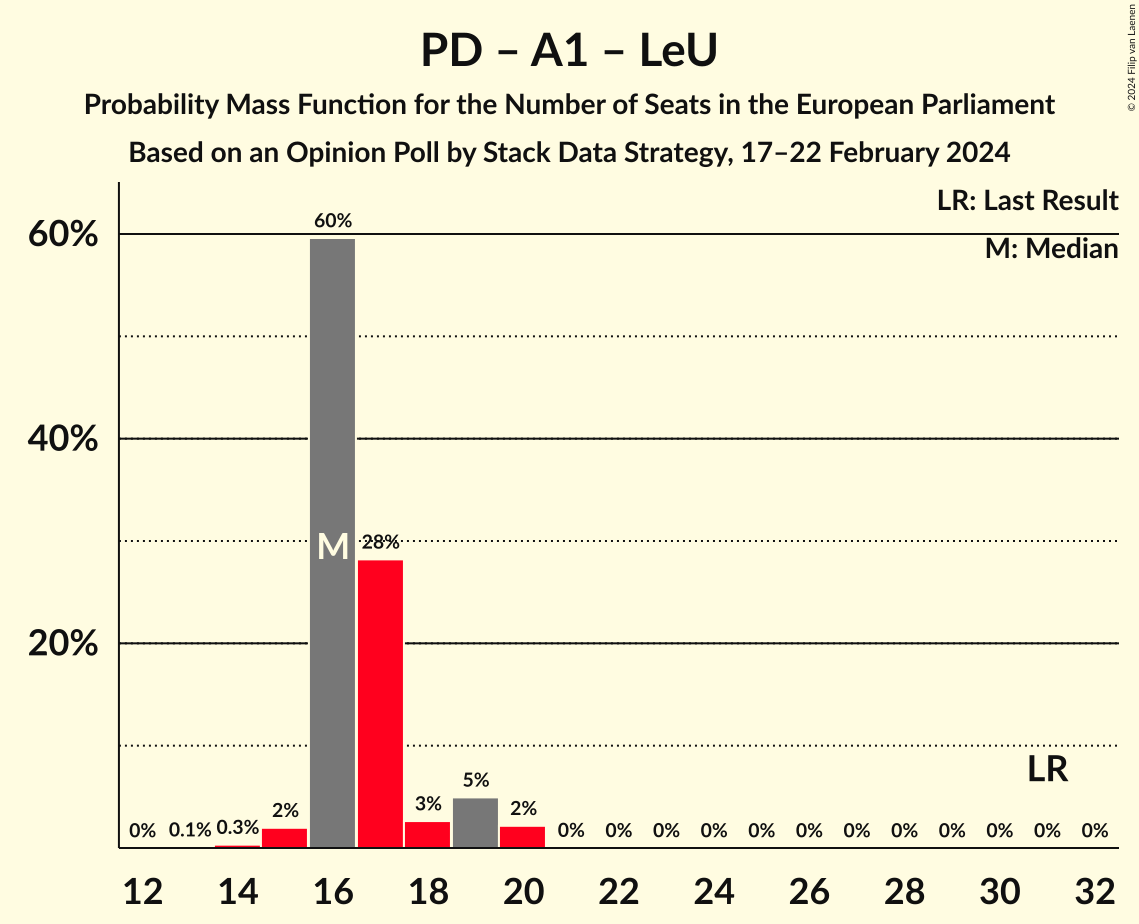 PD – A1 – LeU
Probability Mass Function for the Number of Seats in the European Parliament
Based on an Opinion Poll by Stack Data Strategy, 17–22 February 2024
© 2024 Filip van Laenen
LR: Last Result
M: Median
60%
40%
20%
0% 0.1% 0.3% 2% 60% 28% 3% 5% 2% 0% 0% 0% 0% 0% 0% 0% 0% 0% 0% 0% 0%
M
LR
12 14 16 18 20 22 24 26 28 30 32